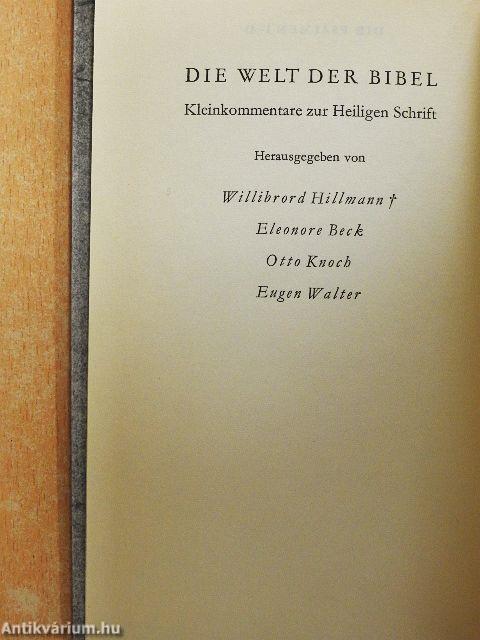 DIE WELT DER BIBEL
Kleinkommentare zur Heiligen Schrift
Herausgegeben von
Willibrord Hillmann †
Eleonore Beck
Otto Knoch
Eugen Walter
Antikvárium.hu